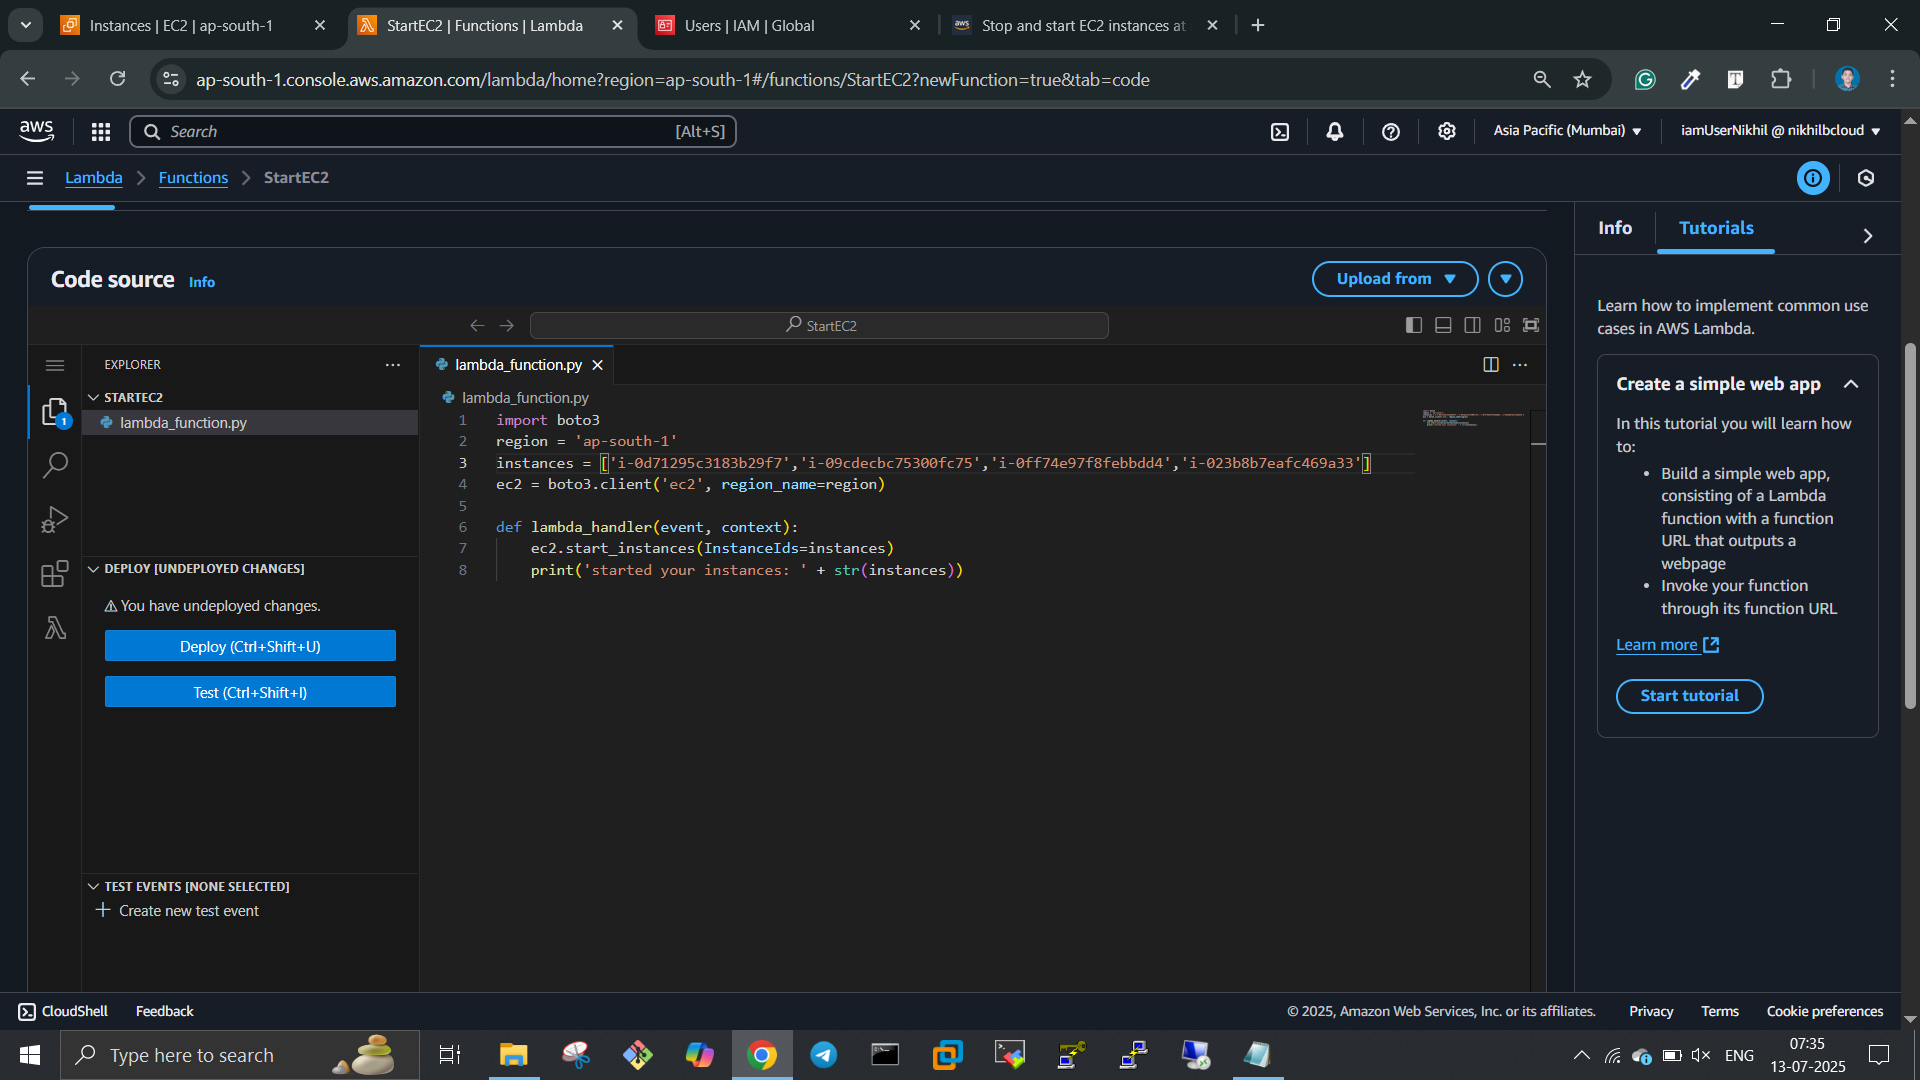 Instances | EC2 | ap-south-1
StartEC2 | Functions | Lambda
Users | IAM | Global
Stop and start EC2 instances at
ap-south-1.console.aws.amazon.com/lambda/home?region=ap-south-1#/functions/StartEC2?newFunction=true&tab=code
aws
Search
[Alt+S]
Asia Pacific (Mumbai)
iamUserNikhil @ nikhilbcloud
Lambda
Functions
StartEC2
Code source
Info
Upload from
StartEC2
EXPLORER
STARTEC2
lambda_function.py
1
DEPLOY [UNDEPLOYED CHANGES]
You have undeployed changes.
Deploy (Ctrl+Shift+U)
Test (Ctrl+Shift+I)
TEST EVENTS [NONE SELECTED]
Create new test event
lambda_function.py
lambda_function.py
1 import boto3
2 region = 'ap-south-1'
3 instances = ['i-0d71295c3183b29f7','i-09cdecbc75300fc75','i-0ff74e97f8febbdd4','i-023b8b7eafc469a33']
4 ec2 = boto3.client('ec2', region_name=region)
5
6 def lambda_handler(event, context):
7 ec2.start_instances(InstanceIds=instances)
8 print('started your instances: ' + str(instances))
Info
Tutorials
Learn how to implement common use
cases in AWS Lambda.
Create a simple web app
In this tutorial you will learn how
to:
• Build a simple web app,
consisting of a Lambda
function with a function
URL that outputs a
webpage
• Invoke your function
through its function URL
Learn more
Start tutorial
CloudShell
Feedback
© 2025, Amazon Web Services, Inc. or its affiliates.
Privacy
Terms
Cookie preferences
Type here to search
ENG
07:35
13-07-2025